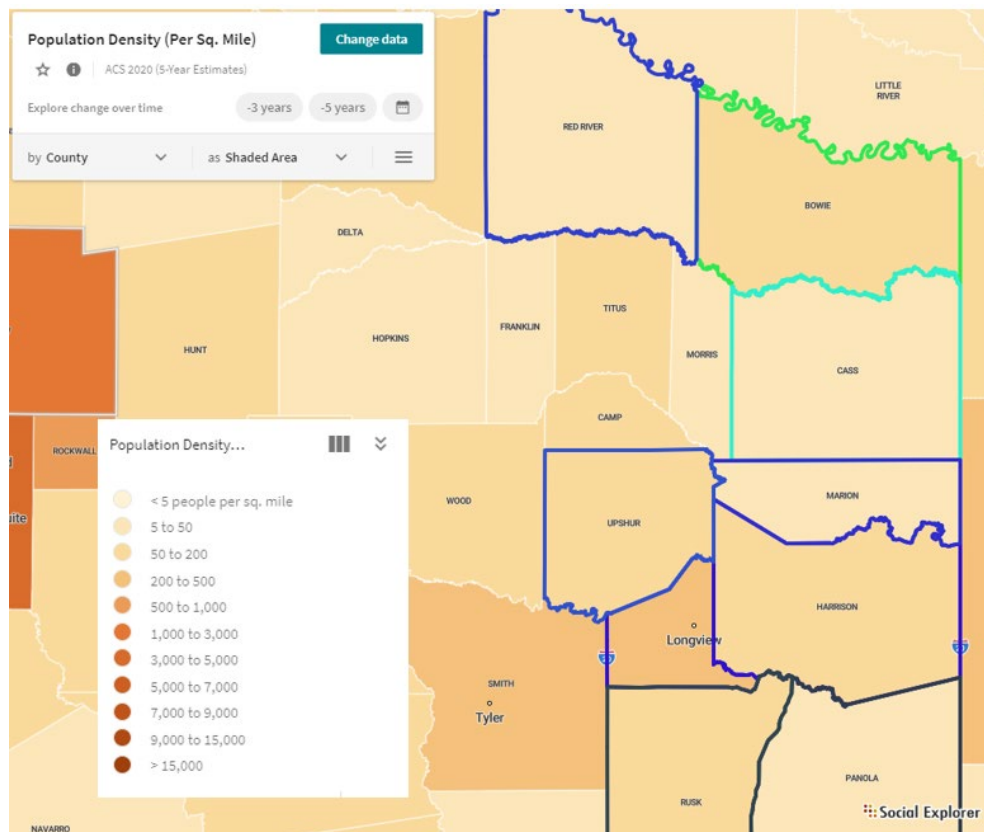 Population Density (Per Sq. Mile)
Change data
ACS 2020 (5-Year Estimates)
Explore change over time
-3 years
-5 years
by County
as Shaded Area
LITTLE
RIVER
RED RIVER
BOWIE
DELTA
TITUS
FRANKLIN
HOPKINS
HUNT
MORRIS
CASS
CAMP
ROCKWALL
Population Density...
< 5 people per sq. mile
5 to 50
50 to 200
200 to 500
500 to 1,000
1,000 to 3,000
3,000 to 5,000
5,000 to 7,000
7,000 to 9,000
9,000 to 15,000
> 15,000
WOOD
UPSHUR
MARION
HARRISON
Longview
SMITH
Tyler
uite
RUSK
PANOLA
NAVARRO
Social Explorer